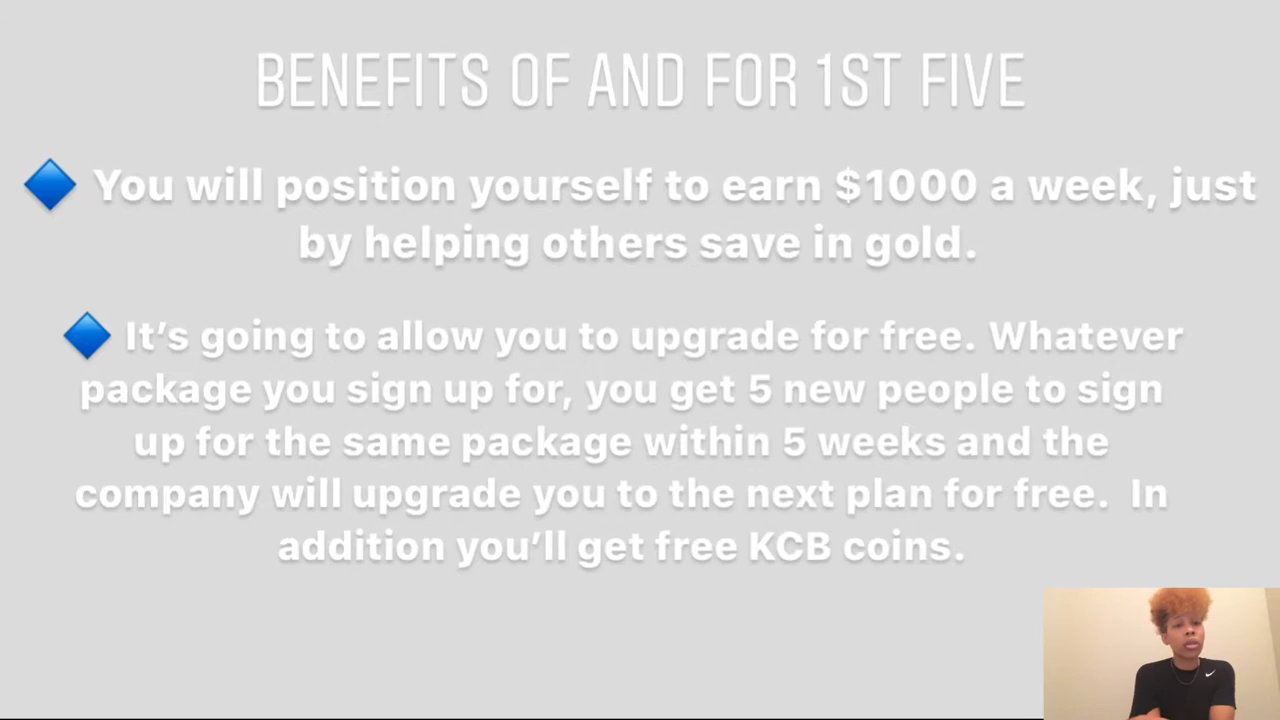 BENEFITS OF AND FOR 1ST FIVE
🔷 You will position yourself to earn $1000 a week, just
by helping others save in gold.
🔷 It’s going to allow you to upgrade for free. Whatever
package you sign up for, you get 5 new people to sign
up for the same package within 5 weeks and the
company will upgrade you to the next plan for free.  In
addition you’ll get free KCB coins.